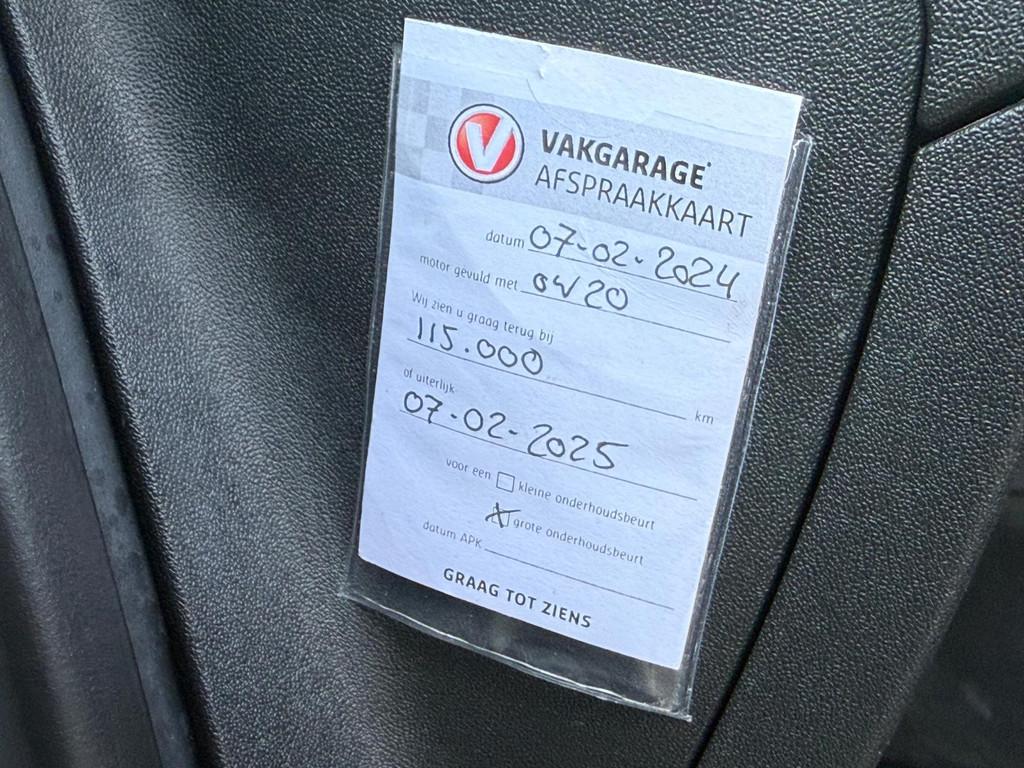 V VAKGARAGE®
AFSPRAAKKAART
datum 07-02-2024
motor gevuld met 0W20
Wij zien u graag terug bij
115.000 km
of uiterlijk
07-02-2025
voor een kleine onderhoudsbeurt
grote onderhoudsbeurt
datum APK
GRAAG TOT ZIENS